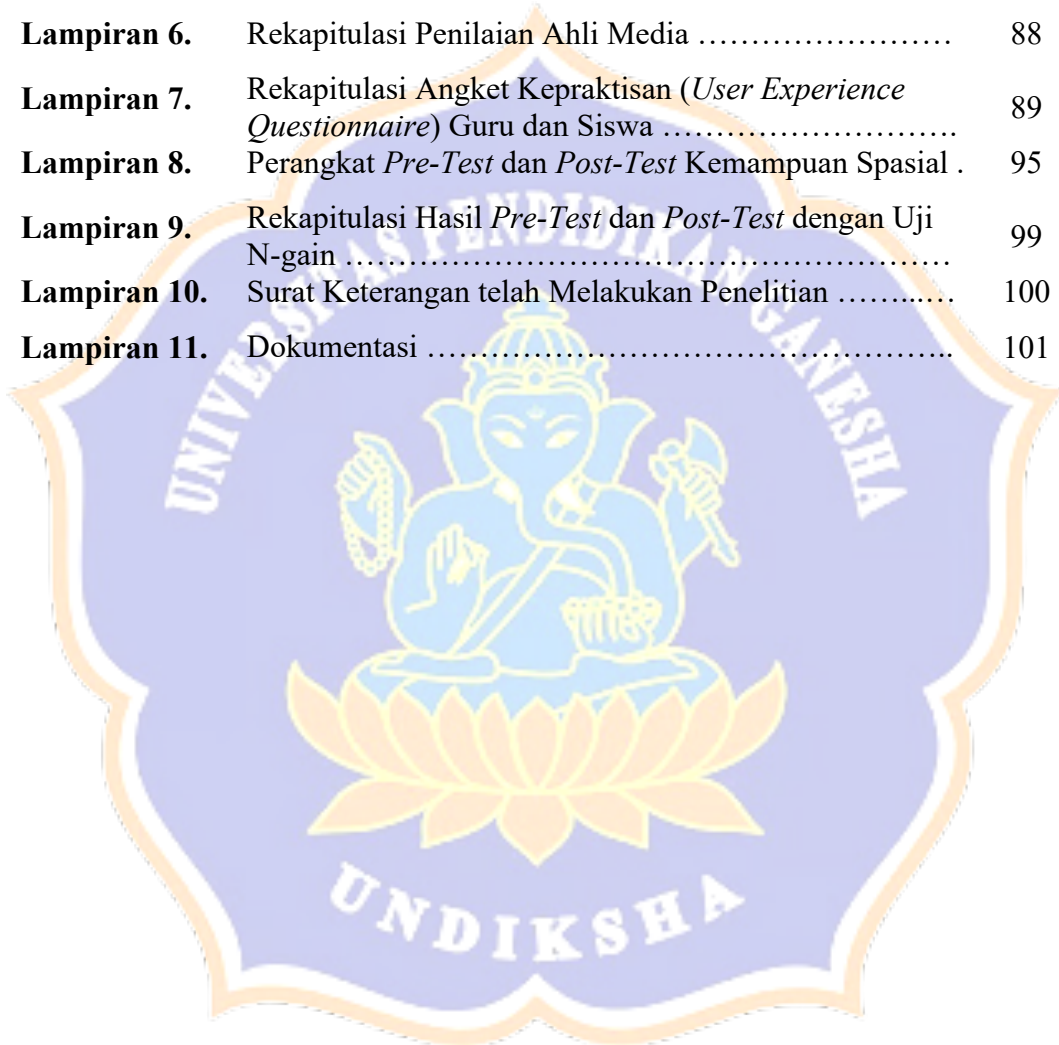 Lampiran 6. Rekapitulasi Penilaian Ahli Media …………………… 88
Lampiran 7. Rekapitulasi Angket Kepraktisan (User Experience
Questionnaire) Guru dan Siswa ………………………. 89
Lampiran 8. Perangkat Pre-Test dan Post-Test Kemampuan Spasial . 95
Lampiran 9. Rekapitulasi Hasil Pre-Test dan Post-Test dengan Uji
N-gain ………………………………………………… 99
Lampiran 10. Surat Keterangan telah Melakukan Penelitian ……...… 100
Lampiran 11. Dokumentasi ………………………………………….. 101
UNIVERSITAS PENDIDIKAN GANESHA
UNDIKSHA